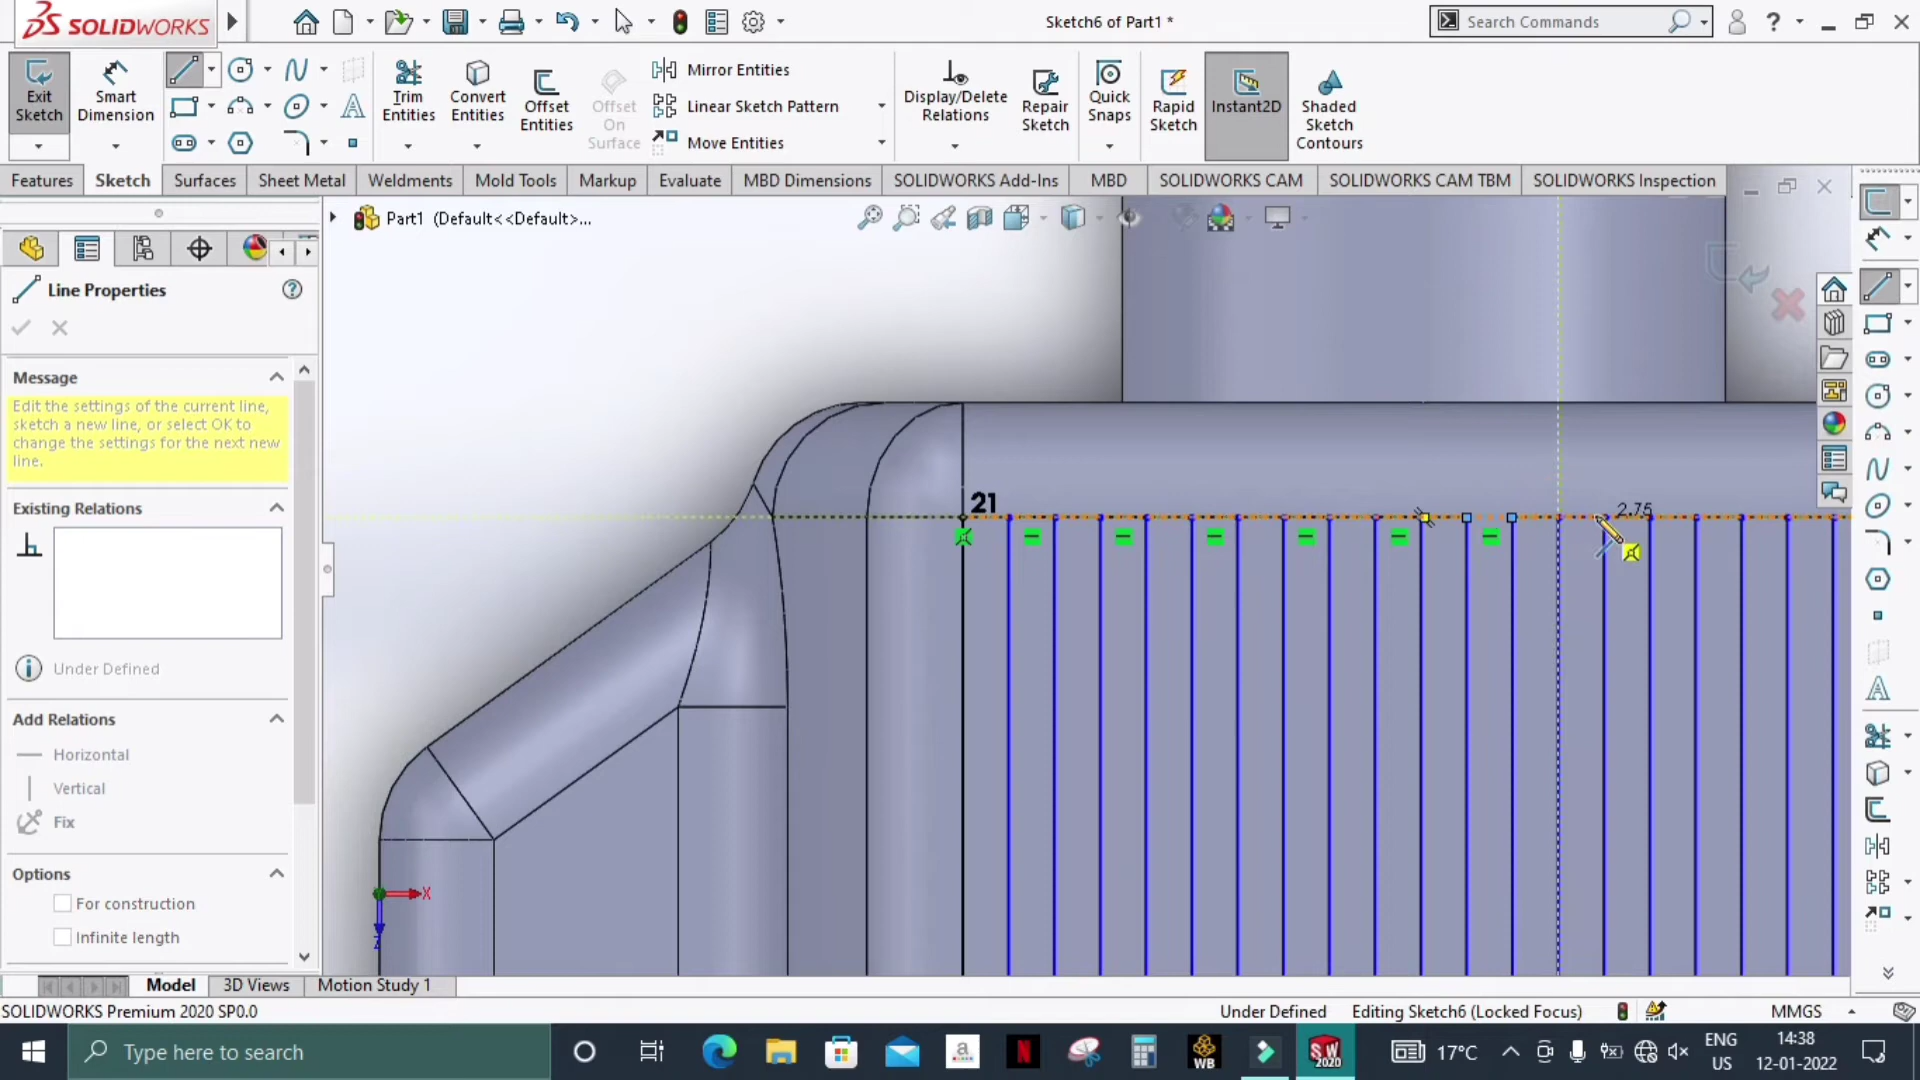 SOLIDWORKS
Sketch6 of Part1 *
Search Commands
Exit Sketch
Smart Dimension
Trim Entities
Convert Entities
Offset Entities
Offset On Surface
Mirror Entities
Linear Sketch Pattern
Move Entities
Display/Delete Relations
Repair Sketch
Quick Snaps
Rapid Sketch
Instant2D
Shaded Sketch Contours
Features
Sketch
Surfaces
Sheet Metal
Weldments
Mold Tools
Markup
Evaluate
MBD Dimensions
SOLIDWORKS Add-Ins
MBD
SOLIDWORKS CAM
SOLIDWORKS CAM TBM
SOLIDWORKS Inspection
Part1 (Default<<Default>...
Line Properties
Message
Edit the settings of the current line,
sketch a new line, or select OK to
change the settings for the next new
line.
Existing Relations
Under Defined
Add Relations
Horizontal
Vertical
Fix
Options
For construction
Infinite length
21
2.75
X
Z
Model
3D Views
Motion Study 1
SOLIDWORKS Premium 2020 SP0.0
Under Defined
Editing Sketch6 (Locked Focus)
MMGS
Type here to search
a
N
WB
SW
2020
17°C
ENG
US
14:38
12-01-2022